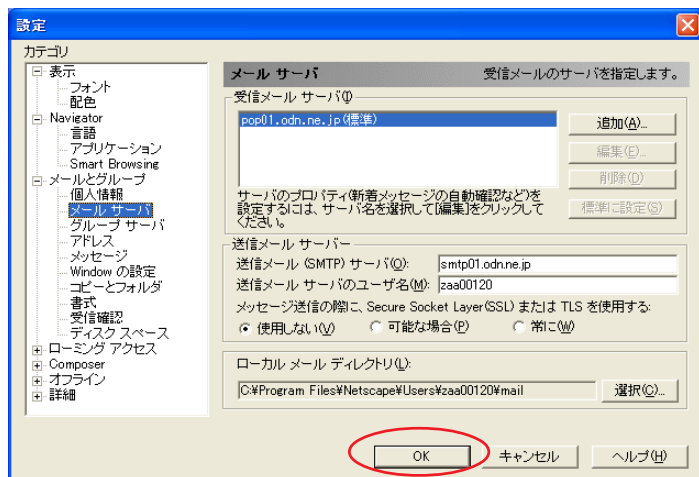 設定
カテゴリ
表示
フォント
配色
Navigator
言語
アプリケーション
Smart Browsing
メールとグループ
個人情報
メール サーバ
グループ サーバ
アドレス
メッセージ
Window の設定
コピーとフォルダ
書式
受信確認
ディスク スペース
ローミング アクセス
Composer
オフライン
詳細
メール サーバ 受信メールのサーバを指定します。
受信メール サーバ(I)
pop01.odn.ne.jp(標準)
追加(A)...
編集(E)...
削除(D)
標準に設定(S)
サーバのプロパティ(新着メッセージの自動確認など)を
設定するには、サーバ名を選択して[編集]をクリックして
ください。
送信メール サーバー
送信メール (SMTP) サーバ(O): smtp01.odn.ne.jp
送信メール サーバのユーザ名(M): zaa00120
メッセージ送信の際に、Secure Socket Layer(SSL) または TLS を使用する:
使用しない(V) 可能な場合(P) 常に(W)
ローカル メール ディレクトリ(L):
C:¥Program Files¥Netscape¥Users¥zaa00120¥mail 選択(C)...
OK キャンセル ヘルプ(H)